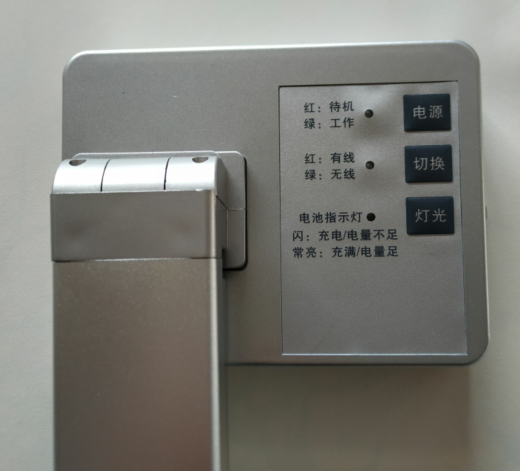 红：待机
绿：工作
电源
红：有线
绿：无线
切换
电池指示灯
灯光
闪：充电/电量不足
常亮：充满/电量足